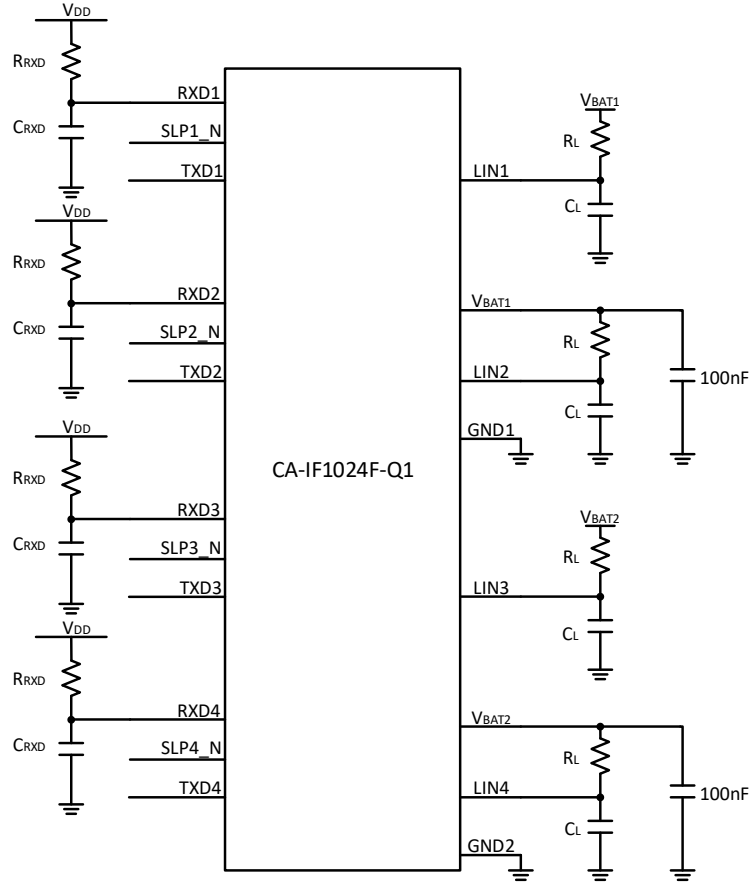 VDD
RRXD
RXD1
CRXD
SLP1_N
TXD1
VDD
RRXD
RXD2
CRXD
SLP2_N
TXD2
VDD
RRXD
RXD3
CRXD
SLP3_N
TXD3
VDD
RRXD
RXD4
CRXD
SLP4_N
TXD4
CA-IF1024F-Q1
VBAT1
RL
LIN1
CL
VBAT1
RL
LIN2
100nF
CL
GND1
VBAT2
RL
LIN3
CL
VBAT2
RL
LIN4
100nF
CL
GND2